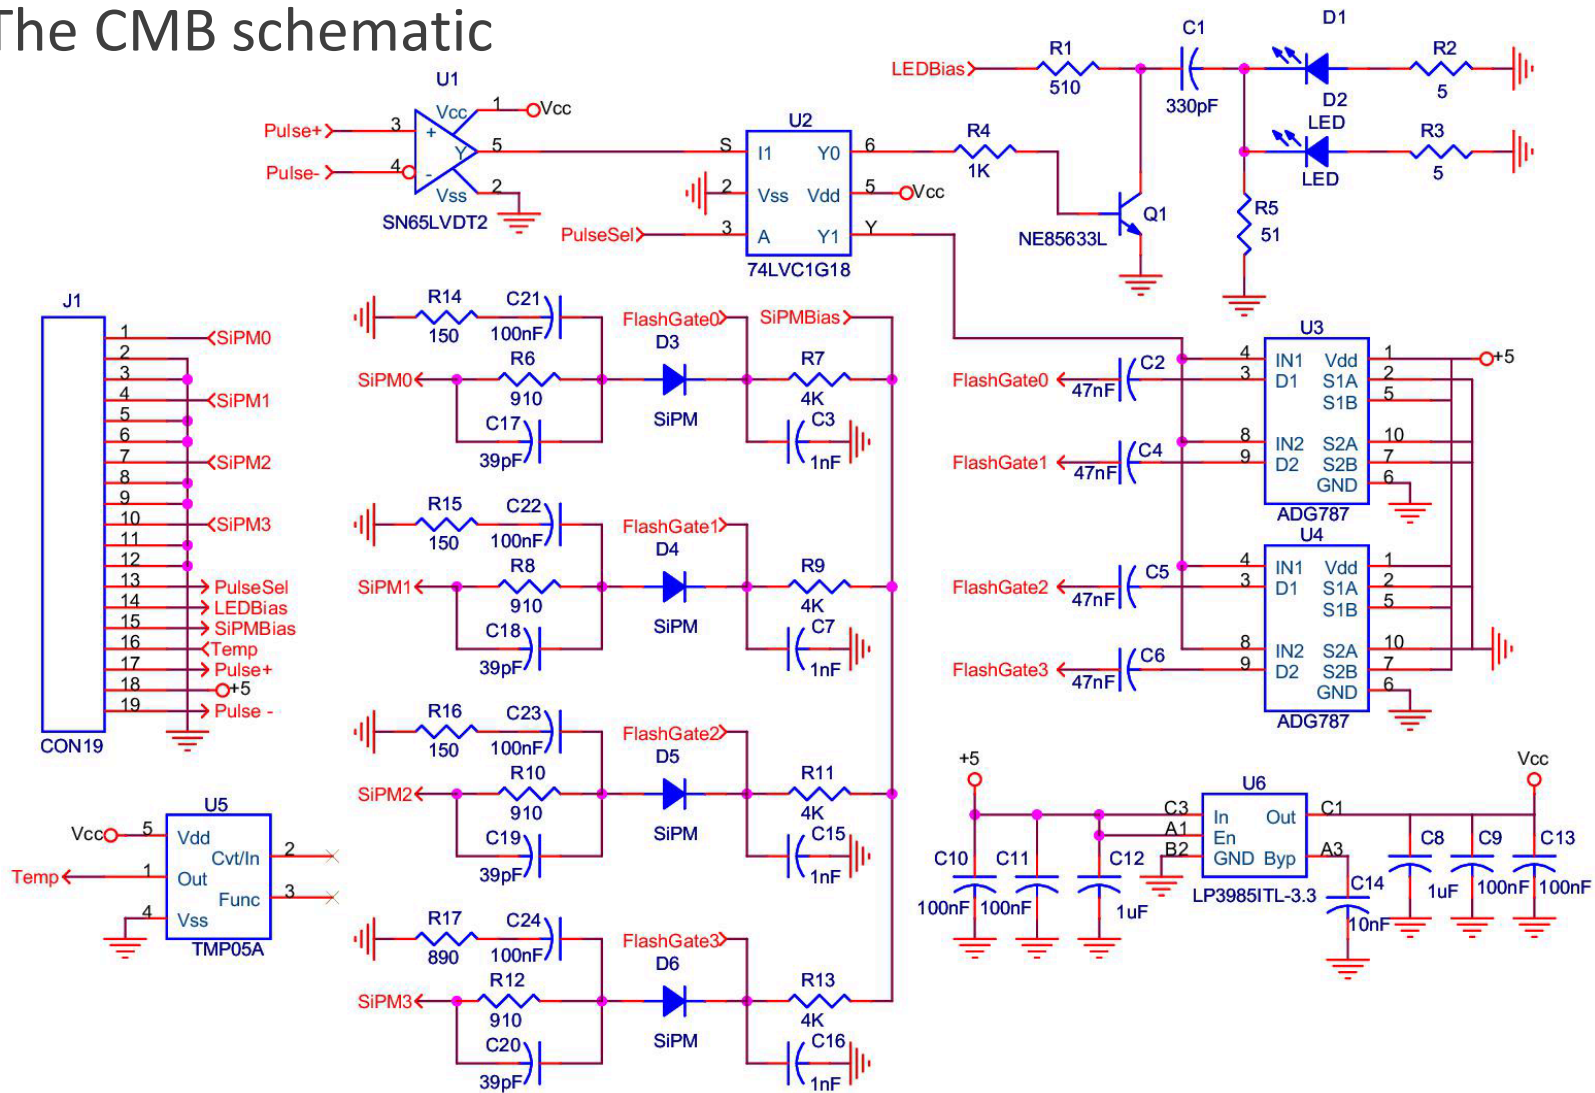 The CMB schematic
U1
Vcc
1
Vcc
Pulse+
3
+
Y
5
Pulse-
4
-
Vss
2
SN65LVDT2
U2
S
I1
Y0
6
2
Vss
Vdd
5
Vcc
PulseSel
3
A
Y1
Y
74LVC1G18
R4
1K
Q1
NE85633L
LEDBias
R1
510
C1
330pF
D1
R2
5
D2
LED
R3
5
LED
R5
51
J1
1
SiPM0
2
3
4
SiPM1
5
6
7
SiPM2
8
9
10
SiPM3
11
12
13
PulseSel
14
LEDBias
15
SiPMBias
16
Temp
17
Pulse+
18
+5
19
Pulse -
CON19
R14
150
C21
100nF
FlashGate0
SiPMBias
D3
SiPM0
R6
910
SiPM
R7
4K
C17
39pF
C3
1nF
R15
150
C22
100nF
FlashGate1
D4
SiPM1
R8
910
SiPM
R9
4K
C18
39pF
C7
1nF
R16
150
C23
100nF
FlashGate2
D5
SiPM2
R10
910
SiPM
R11
4K
C19
39pF
C15
1nF
R17
890
C24
100nF
FlashGate3
D6
SiPM3
R12
910
SiPM
R13
4K
C20
39pF
C16
1nF
U3
FlashGate0
C2
47nF
4
IN1
Vdd
1
+5
3
D1
S1A
2
S1B
5
FlashGate1
C4
47nF
8
IN2
S2A
10
9
D2
S2B
7
GND
6
ADG787
U4
FlashGate2
C5
47nF
4
IN1
Vdd
1
3
D1
S1A
2
S1B
5
FlashGate3
C6
47nF
8
IN2
S2A
10
9
D2
S2B
7
GND
6
ADG787
U5
Vcc
5
Vdd
Cvt/In
2
Temp
1
Out
Func
3
4
Vss
TMP05A
+5
Vcc
U6
C3
In
Out
C1
A1
En
B2
GND
Byp
A3
LP3985ITL-3.3
C10
100nF
C11
100nF
C12
1uF
C14
10nF
C8
1uF
C9
100nF
C13
100nF